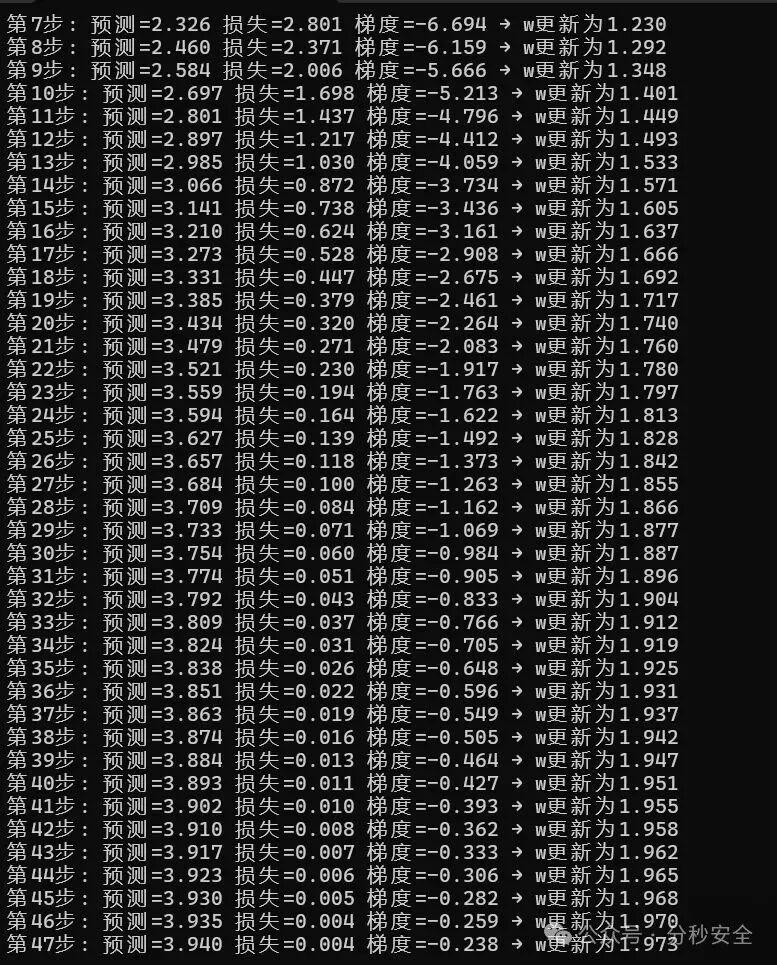 第7步: 预测=2.326 损失=2.801 梯度=-6.694 → w更新为1.230
第8步: 预测=2.460 损失=2.371 梯度=-6.159 → w更新为1.292
第9步: 预测=2.584 损失=2.006 梯度=-5.666 → w更新为1.348
第10步: 预测=2.697 损失=1.698 梯度=-5.213 → w更新为1.401
第11步: 预测=2.801 损失=1.437 梯度=-4.796 → w更新为1.449
第12步: 预测=2.897 损失=1.217 梯度=-4.412 → w更新为1.493
第13步: 预测=2.985 损失=1.030 梯度=-4.059 → w更新为1.533
第14步: 预测=3.066 损失=0.872 梯度=-3.734 → w更新为1.571
第15步: 预测=3.141 损失=0.738 梯度=-3.436 → w更新为1.605
第16步: 预测=3.210 损失=0.624 梯度=-3.161 → w更新为1.637
第17步: 预测=3.273 损失=0.528 梯度=-2.908 → w更新为1.666
第18步: 预测=3.331 损失=0.447 梯度=-2.675 → w更新为1.692
第19步: 预测=3.385 损失=0.379 梯度=-2.461 → w更新为1.717
第20步: 预测=3.434 损失=0.320 梯度=-2.264 → w更新为1.740
第21步: 预测=3.479 损失=0.271 梯度=-2.083 → w更新为1.760
第22步: 预测=3.521 损失=0.230 梯度=-1.917 → w更新为1.780
第23步: 预测=3.559 损失=0.194 梯度=-1.763 → w更新为1.797
第24步: 预测=3.594 损失=0.164 梯度=-1.622 → w更新为1.813
第25步: 预测=3.627 损失=0.139 梯度=-1.492 → w更新为1.828
第26步: 预测=3.657 损失=0.118 梯度=-1.373 → w更新为1.842
第27步: 预测=3.684 损失=0.100 梯度=-1.263 → w更新为1.855
第28步: 预测=3.709 损失=0.084 梯度=-1.162 → w更新为1.866
第29步: 预测=3.733 损失=0.071 梯度=-1.069 → w更新为1.877
第30步: 预测=3.754 损失=0.060 梯度=-0.984 → w更新为1.887
第31步: 预测=3.774 损失=0.051 梯度=-0.905 → w更新为1.896
第32步: 预测=3.792 损失=0.043 梯度=-0.833 → w更新为1.904
第33步: 预测=3.809 损失=0.037 梯度=-0.766 → w更新为1.912
第34步: 预测=3.824 损失=0.031 梯度=-0.705 → w更新为1.919
第35步: 预测=3.838 损失=0.026 梯度=-0.648 → w更新为1.925
第36步: 预测=3.851 损失=0.022 梯度=-0.596 → w更新为1.931
第37步: 预测=3.863 损失=0.019 梯度=-0.549 → w更新为1.937
第38步: 预测=3.874 损失=0.016 梯度=-0.505 → w更新为1.942
第39步: 预测=3.884 损失=0.013 梯度=-0.464 → w更新为1.947
第40步: 预测=3.893 损失=0.011 梯度=-0.427 → w更新为1.951
第41步: 预测=3.902 损失=0.010 梯度=-0.393 → w更新为1.955
第42步: 预测=3.910 损失=0.008 梯度=-0.362 → w更新为1.958
第43步: 预测=3.917 损失=0.007 梯度=-0.333 → w更新为1.962
第44步: 预测=3.923 损失=0.006 梯度=-0.306 → w更新为1.965
第45步: 预测=3.930 损失=0.005 梯度=-0.282 → w更新为1.968
第46步: 预测=3.935 损失=0.004 梯度=-0.259 → w更新为1.970
第47步: 预测=3.940 损失=0.004 梯度=-0.238 → w更新为1.973
公众号·分秒安全